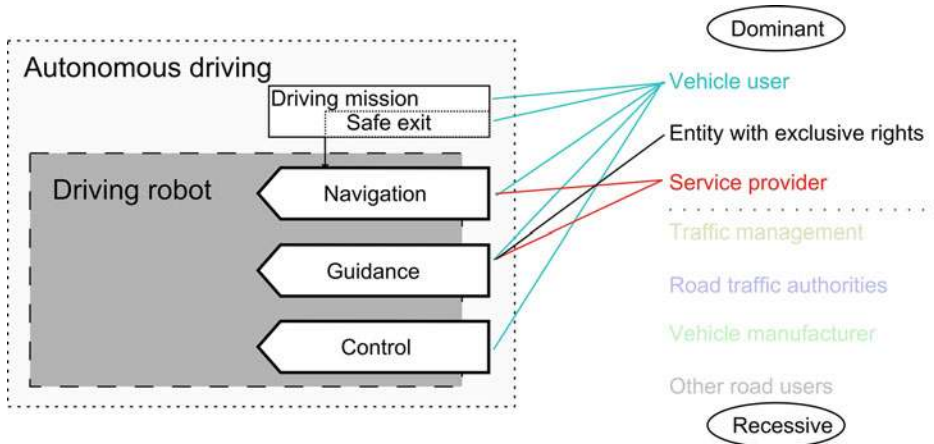 Dominant
Autonomous driving
Driving mission
Safe exit
Vehicle user
Entity with exclusive rights
Driving robot
Navigation
Service provider
Traffic management
Guidance
Road traffic authorities
Vehicle manufacturer
Control
Other road users
Recessive